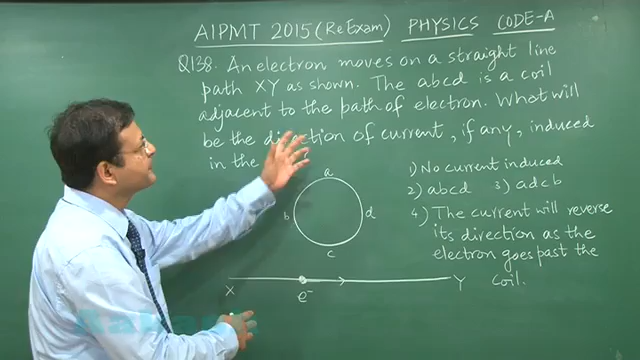 AIPMT 2015 (ReExam) PHYSICS CODE-A
Q138. An electron moves on a straight line
path XY as shown. The abcd is a coil
adjacent to the path of electron. What will
be the direction of current, if any, induced
in the
1) No current induced
2) abcd 3) adcb
4) The current will reverse
its direction as the
electron goes past the
coil.
a
b d
c
X e⁻ Y